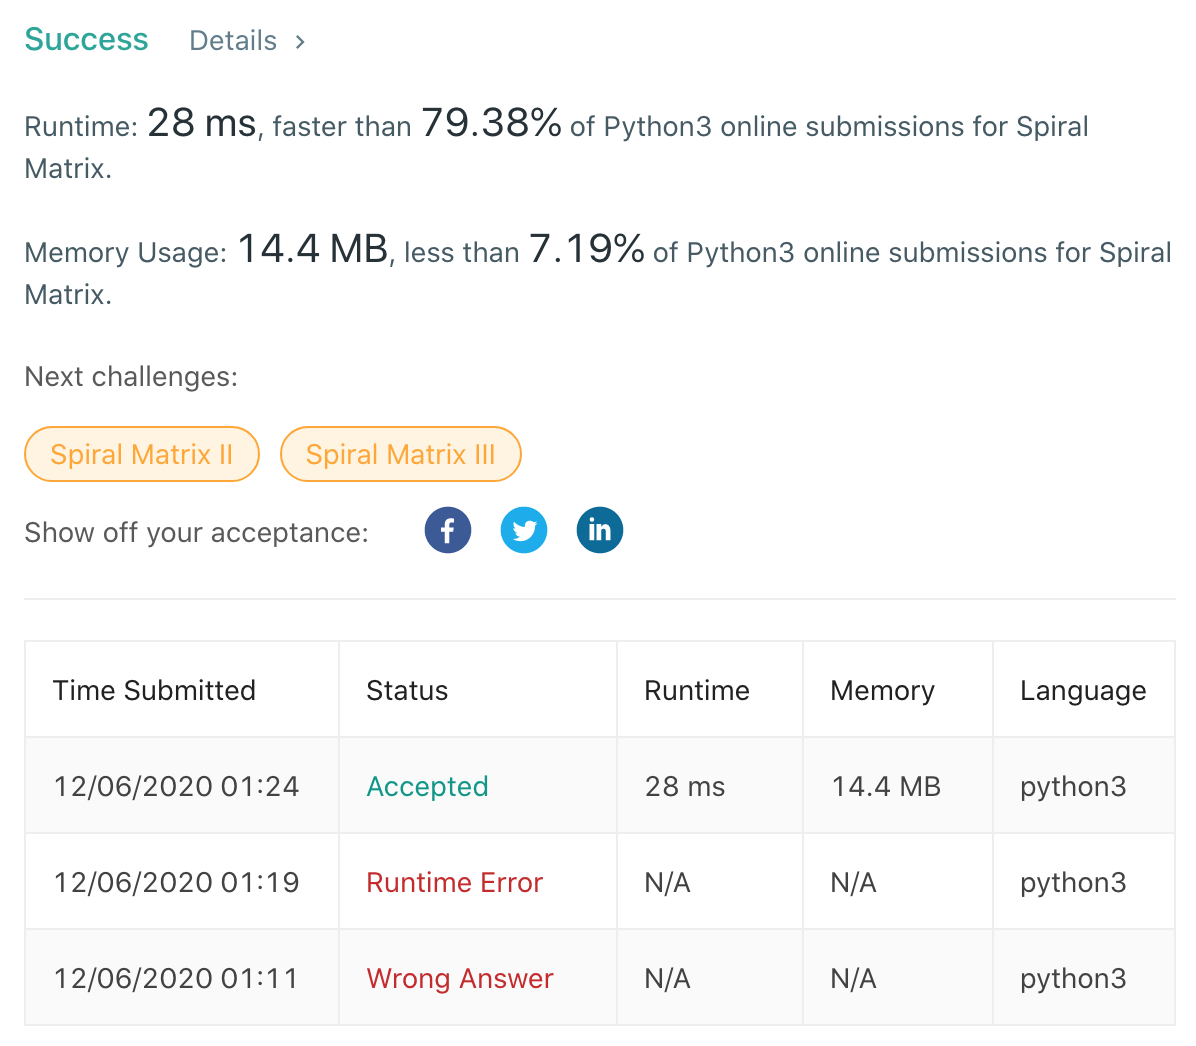 Success Details >
Runtime: 28 ms, faster than 79.38% of Python3 online submissions for Spiral
Matrix.
Memory Usage: 14.4 MB, less than 7.19% of Python3 online submissions for Spiral
Matrix.
Next challenges:
Spiral Matrix II Spiral Matrix III
Show off your acceptance: f in
Time Submitted Status Runtime Memory Language
12/06/2020 01:24 Accepted 28 ms 14.4 MB python3
12/06/2020 01:19 Runtime Error N/A N/A python3
12/06/2020 01:11 Wrong Answer N/A N/A python3